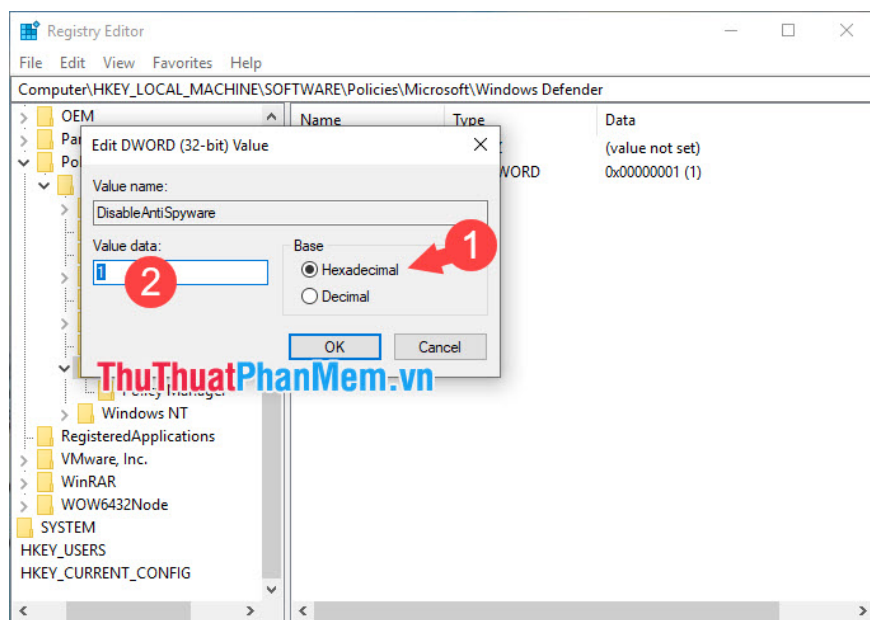 Registry Editor
File Edit View Favorites Help
Computer\HKEY_LOCAL_MACHINE\SOFTWARE\Policies\Microsoft\Windows Defender
OEM
Name Type Data
Edit DWORD (32-bit) Value
(value not set)
0x00000001 (1)
Value name:
DisableAntiSpyware
Value data:
1
2
Base
Hexadecimal
1
Decimal
OK Cancel
ThuThuatPhanMem.vn
Windows NT
RegisteredApplications
VMware, Inc.
WinRAR
WOW6432Node
SYSTEM
HKEY_USERS
HKEY_CURRENT_CONFIG